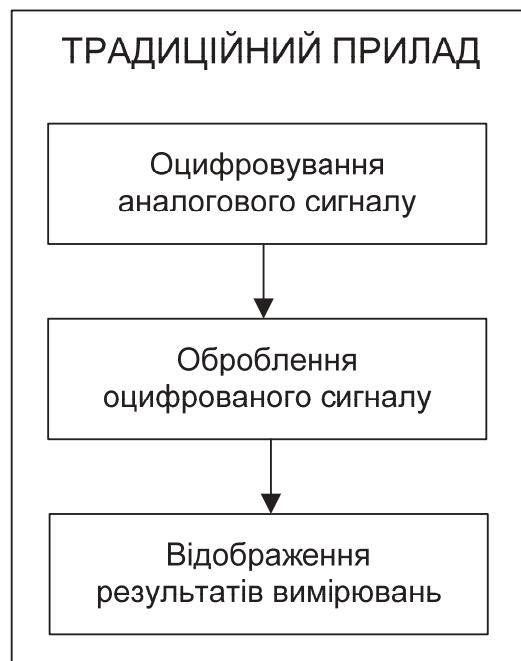 ТРАДИЦІЙНИЙ ПРИЛАД
Оцифровування
аналогового сигналу
Оброблення
оцифрованого сигналу
Відображення
результатів вимірювань